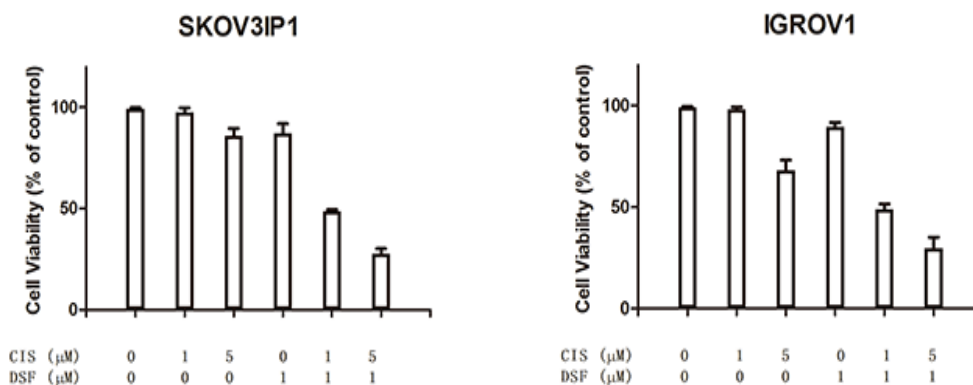 SKOV3IP1
Cell Viability (% of control)
100
50
0
CIS (μM) 0 1 5 0 1 5
DSF (μM) 0 0 0 1 1 1
IGROV1
Cell Viability (% of control)
100
50
0
CIS (μM) 0 1 5 0 1 5
DSF (μM) 0 0 0 1 1 1